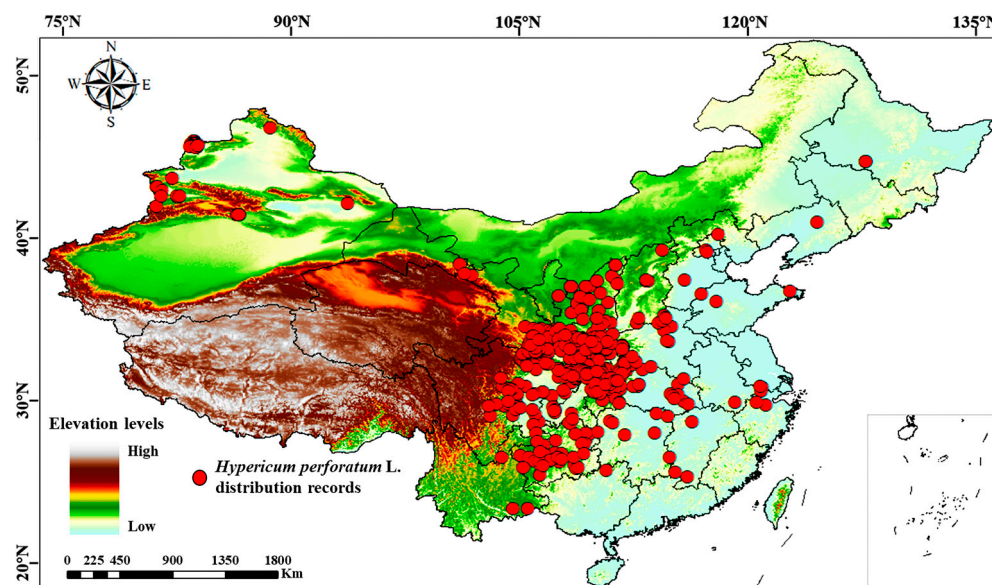 75°N 90°N 105°N 120°N 135°N
50°N
40°N
30°N
20°N
N
W E
S
Elevation levels
High
Low
Hypericum perforatum L.
distribution records
0 225 450 900 1350 1800
Km